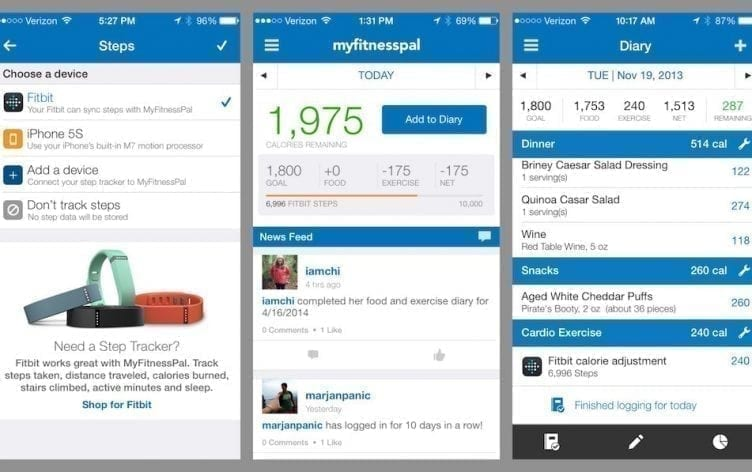 Verizon 5:27 PM 96%
Steps
Choose a device
Fitbit
Your Fitbit can sync steps with MyFitnessPal
iPhone 5S
Use your iPhone's built-in M7 motion processor
Add a device
Connect your step tracker to MyFitnessPal
Don't track steps
No step data will be stored
Need a Step Tracker?
Fitbit works great with MyFitnessPal. Track
steps taken, distance traveled, calories burned,
stairs climbed, active minutes and sleep.
Shop for Fitbit
Verizon 1:31 PM 69%
myfitnesspal
TODAY
1,975
CALORIES REMAINING
Add to Diary
1,800 +0 -175 -175
GOAL FOOD EXERCISE NET
6,996 FITBIT STEPS 10,000
News Feed
iamchi
4 hrs ago
iamchi completed her food and exercise diary for
4/16/2014
0 Comments • 1 Like
marjanpanic
Yesterday
marjanpanic has logged in for 10 days in a row!
0 Comments • 1 Like
Verizon 10:17 AM 87%
Diary
TUE | Nov 19, 2013
1,800 1,753 240 1,513 287
GOAL FOOD EXERCISE NET REMAINING
Dinner 514 cal
Briney Caesar Salad Dressing 122
1 serving(s)
Quinoa Casar Salad 274
1 serving(s)
Wine 118
Red Table Wine, 5 oz
Snacks 260 cal
Aged White Cheddar Puffs 260
Pirate's Booty, 2 oz (about 36 pieces)
Cardio Exercise 240 cal
Fitbit calorie adjustment 240
6,996 Steps
Finished logging for today